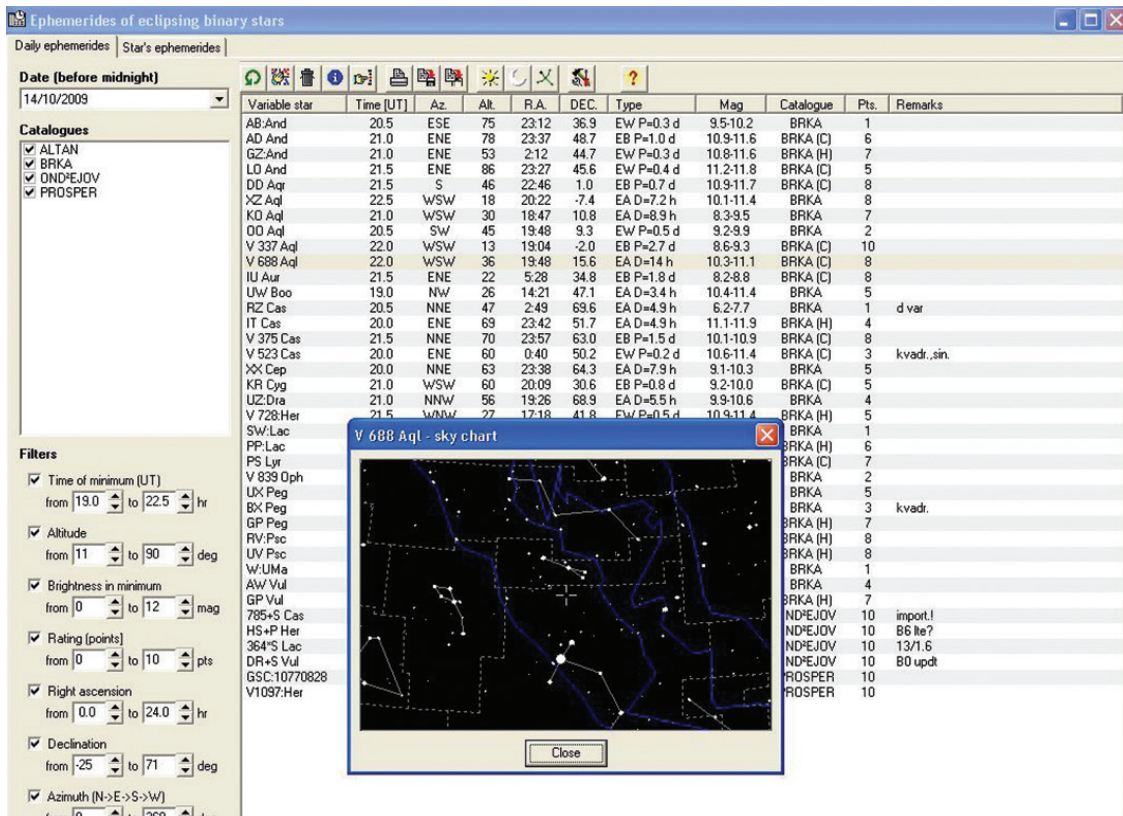 Ephemerides of eclipsing binary stars
Daily ephemerides Star's ephemerides
Date (before midnight)
14/10/2009
Catalogues
ALTAN
BRKA
OND²EJOV
PROSPER
Filters
Time of minimum (UT)
from 19.0 to 22.5 hr
Altitude
from 11 to 90 deg
Brightness in minimum
from 0 to 12 mag
Rating (points)
from 0 to 10 pts
Right ascension
from 0.0 to 24.0 hr
Declination
from -25 to 71 deg
Azimuth (N->E->S->W)
Variable star Time [UT] Az. Alt. R.A. DEC. Type Mag Catalogue Pts. Remarks
AB:And 20.5 ESE 75 23:12 36.9 EW P=0.3 d 9.5-10.2 BRKA 1
AD And 21.0 ENE 78 23:37 48.7 EB P=1.0 d 10.9-11.6 BRKA (C) 6
GZ:And 21.0 ENE 53 2:12 44.7 EW P=0.3 d 10.8-11.6 BRKA (H) 7
LO And 21.5 ENE 86 23:27 45.6 EW P=0.4 d 11.2-11.8 BRKA (C) 5
DD Aqr 21.5 S 46 22:46 1.0 EB P=0.7 d 10.9-11.7 BRKA (C) 8
XZ Aql 22.5 WSW 18 20:22 -7.4 EA D=7.2 h 10.1-11.4 BRKA 8
KO Aql 21.0 WSW 30 18:47 10.8 EA D=8.9 h 8.3-9.5 BRKA 7
OO Aql 20.5 SW 45 19:48 9.3 EW P=0.5 d 9.2-9.9 BRKA 2
V 337 Aql 22.0 WSW 13 19:04 -2.0 EB P=2.7 d 8.6-9.3 BRKA (C) 10
V 688 Aql 22.0 WSW 36 19:48 15.6 EA D=14 h 10.3-11.1 BRKA (C) 8
IU Aur 21.5 ENE 22 5:28 34.8 EB P=1.8 d 8.2-8.8 BRKA (C) 8
UW Boo 19.0 NW 26 14:21 47.1 EA D=3.4 h 10.4-11.4 BRKA 5
RZ Cas 20.5 NNE 47 2:49 69.6 EA D=4.9 h 6.2-7.7 BRKA 1 d var
IT Cas 20.0 ENE 69 23:42 51.7 EA D=4.9 h 11.1-11.9 BRKA (H) 4
V 375 Cas 21.5 NNE 70 23:57 63.0 EB P=1.5 d 10.1-10.9 BRKA (C) 8
V 523 Cas 20.0 ENE 60 0:40 50.2 EW P=0.2 d 10.6-11.4 BRKA (C) 3 kvadr.,sin.
XX Cep 20.0 NNE 63 23:38 64.3 EA D=7.9 h 9.1-10.3 BRKA 5
KR Cyg 21.0 WSW 60 20:09 30.6 EB P=0.8 d 9.2-10.0 BRKA (C) 5
UZ:Dra 21.0 NNW 56 19:26 68.9 EA D=5.5 h 9.9-10.6 BRKA 4
V 728:Her 21.5 WNW 27 17:18 41.8 EW P=0.5 d 10.9-11.4 BRKA (H) 5
SW:Lac BRKA 1
PP:Lac BRKA (H) 6
PS Lyr BRKA (C) 7
V 839 Oph BRKA 2
UX Peg BRKA 5
BX Peg BRKA 3 kvadr.
GP Peg BRKA (H) 7
RV:Psc BRKA (H) 8
UV Psc BRKA (H) 8
W:UMa BRKA 1
AW Vul BRKA 4
GP Vul BRKA (H) 7
785+S Cas OND²EJOV 10 import.!
HS+P Her OND²EJOV 10 B6 lte?
364*S Lac OND²EJOV 10 13/1.6
DR+S Vul OND²EJOV 10 B0 updt
GSC:10770828 PROSPER 10
V1097:Her PROSPER 10
V 688 Aql - sky chart
Close